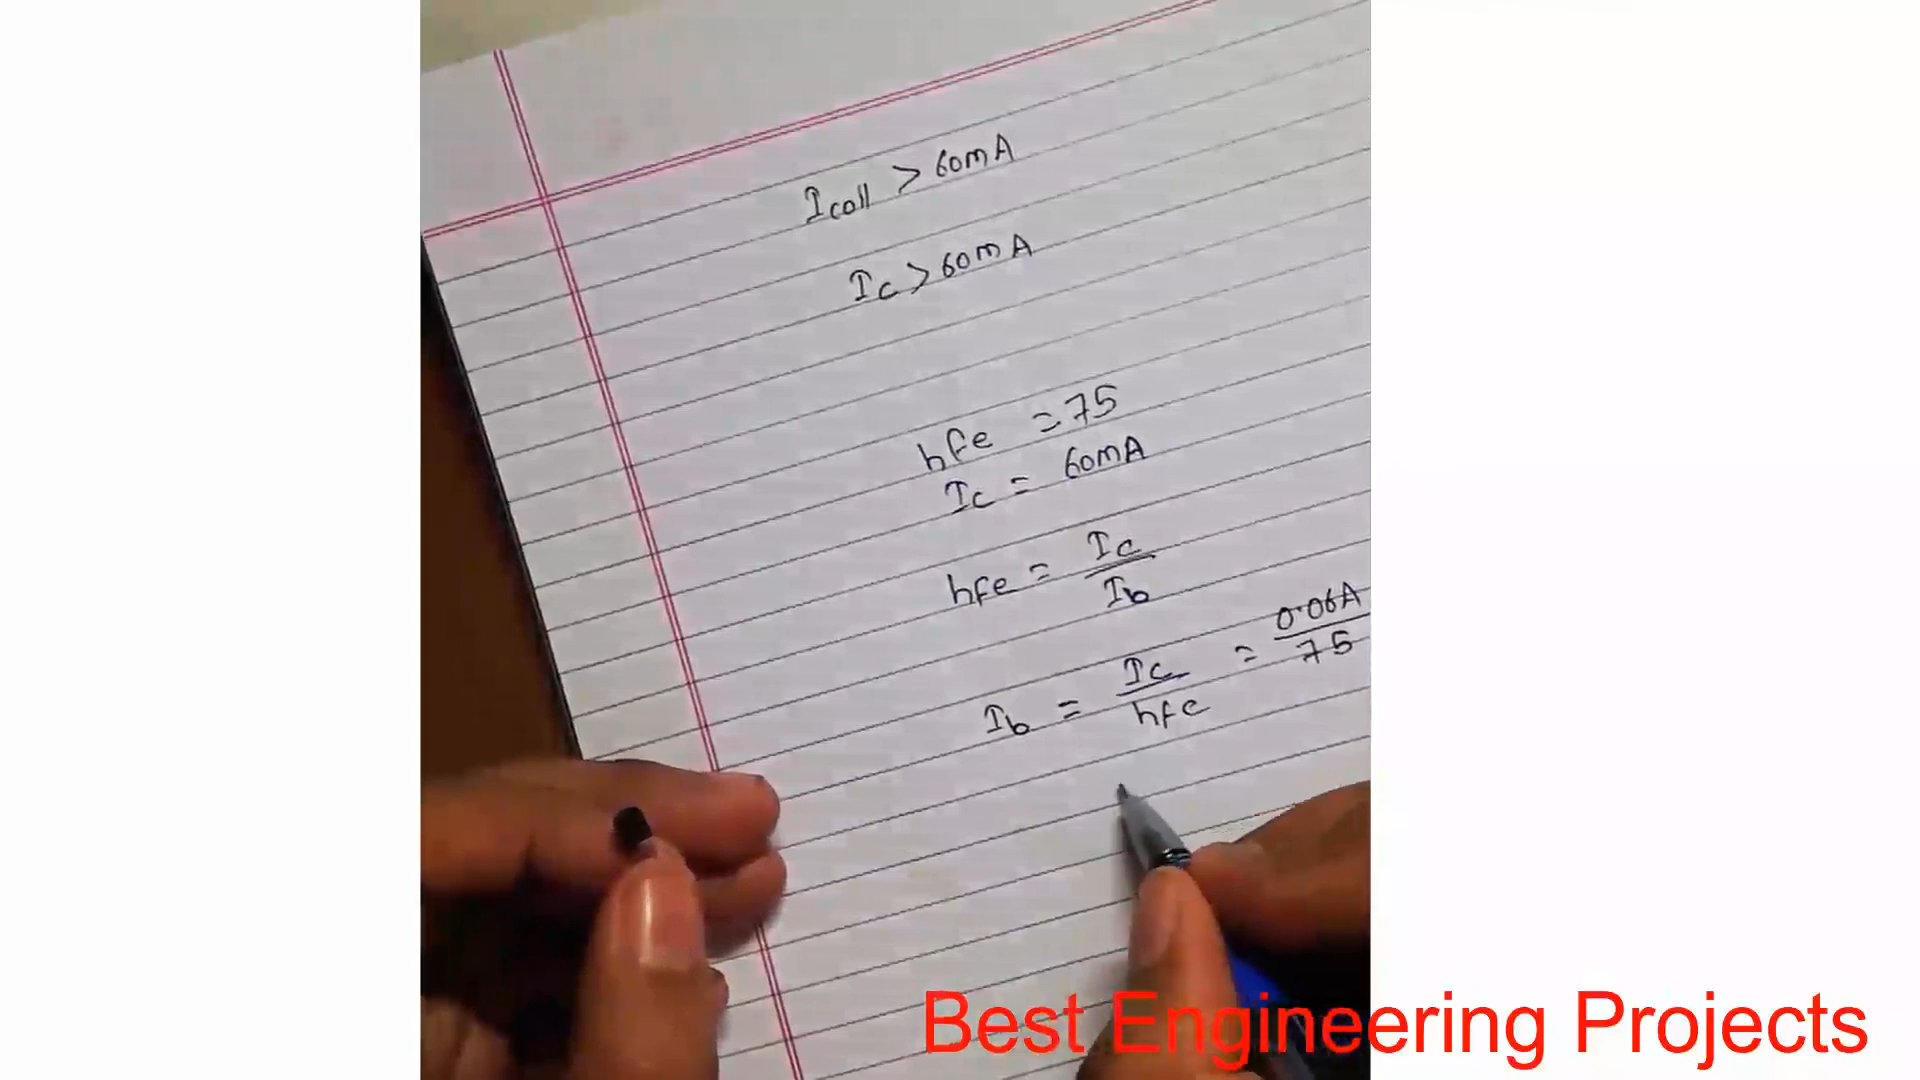 Icoil > 60mA
Ic > 60mA
hfe = 75
Ic = 60mA
hfe = Ic / Ib
Ib = Ic / hfe = 0.06A / 75
Best Engineering Projects